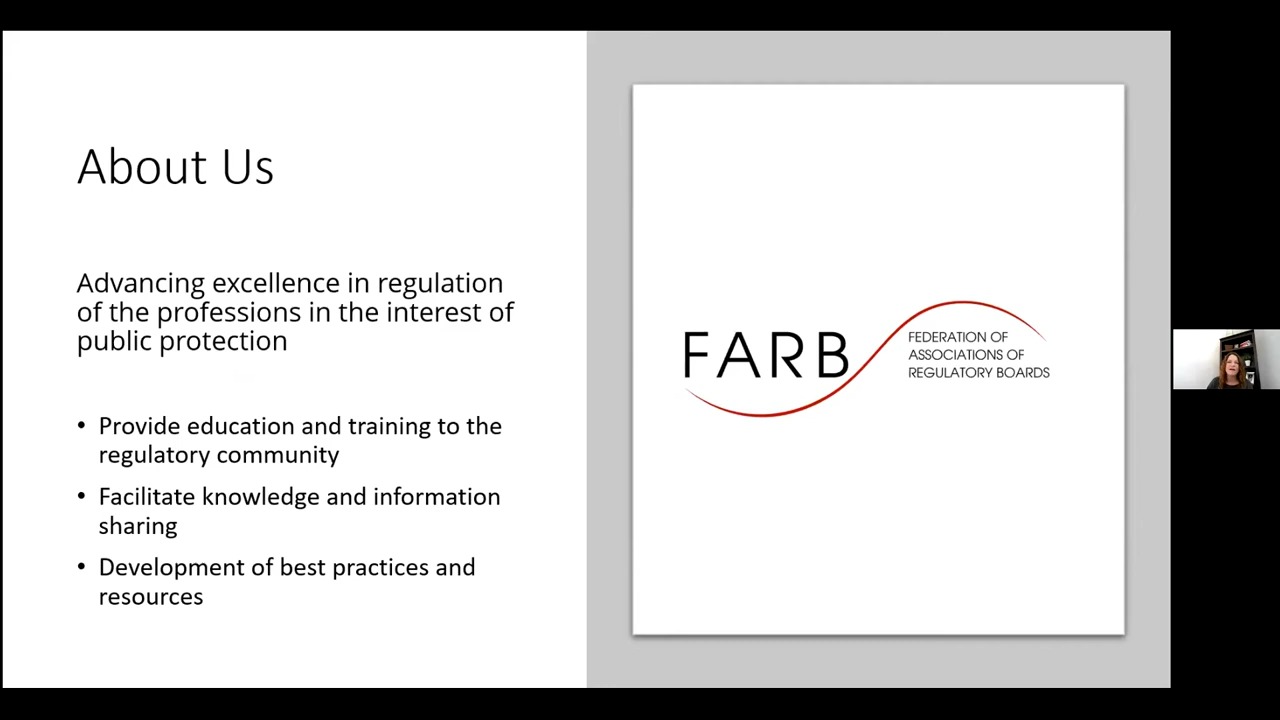 About Us
Advancing excellence in regulation
of the professions in the interest of
public protection
• Provide education and training to the
regulatory community
• Facilitate knowledge and information
sharing
• Development of best practices and
resources
FARB
FEDERATION OF
ASSOCIATIONS OF
REGULATORY BOARDS